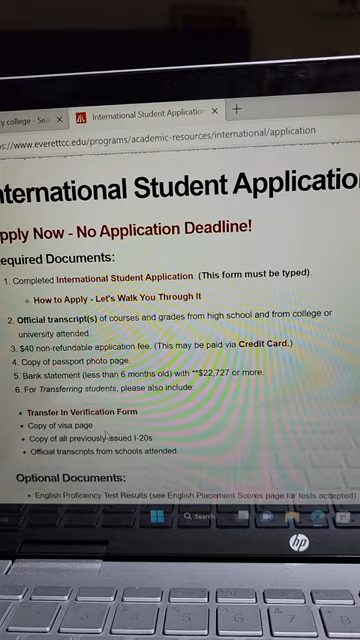 y college - Sea
International Student Applicatio
s://www.everettcc.edu/programs/academic-resources/international/application
nternational Student Applicatio
pply Now - No Application Deadline!
equired Documents:
1. Completed International Student Application. (This form must be typed).
How to Apply - Let's Walk You Through It
2. Official transcript(s) of courses and grades from high school and from college or
university attended.
3. $40 non-refundable application fee. (This may be paid via Credit Card.)
4. Copy of passport photo page.
5. Bank statement (less than 6 months old) with **$22,727 or more.
6. For Transferring students, please also include:
Transfer In Verification Form
Copy of visa page
Copy of all previously issued I-20s
Official transcripts from schools attended
Optional Documents:
English Proficiency Test Results (see English Placement Scores page for tests accepted)
Search
hp